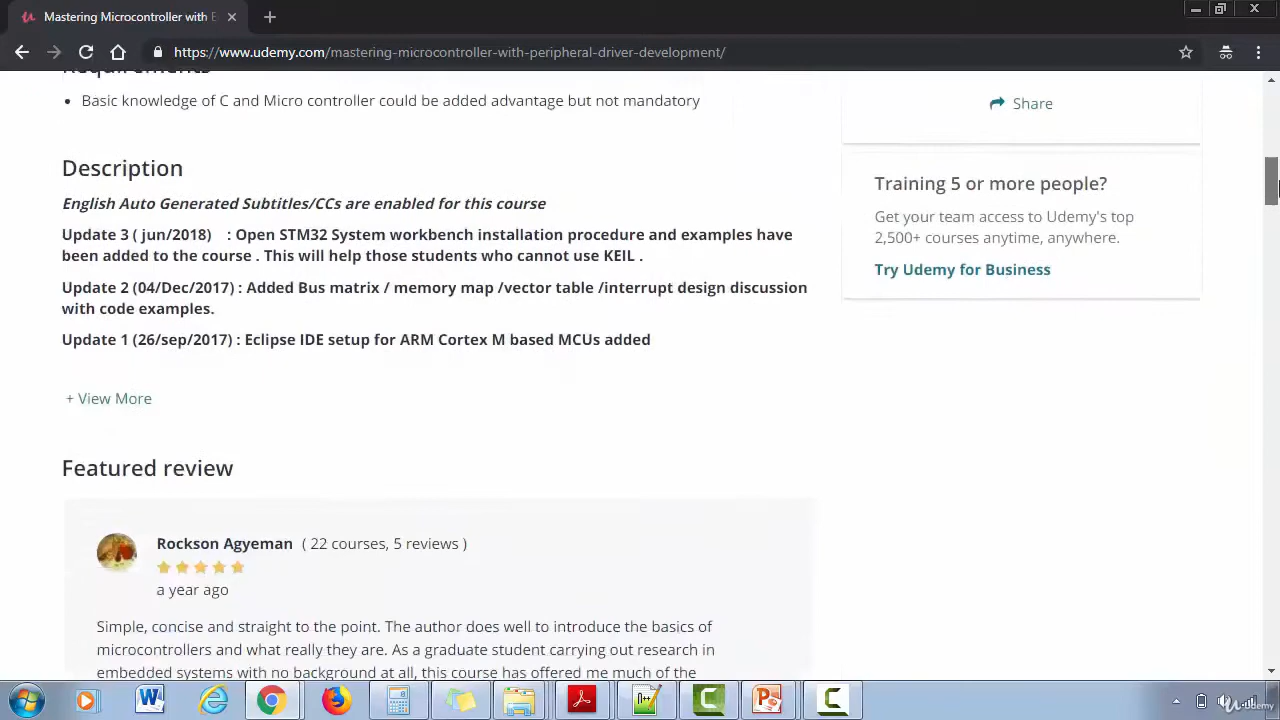 Mastering Microcontroller with E
https://www.udemy.com/mastering-microcontroller-with-peripheral-driver-development/
Requirements
Basic knowledge of C and Micro controller could be added advantage but not mandatory
Share
Description
English Auto Generated Subtitles/CCs are enabled for this course
Update 3 ( jun/2018) : Open STM32 System workbench installation procedure and examples have
been added to the course . This will help those students who cannot use KEIL .
Update 2 (04/Dec/2017) : Added Bus matrix / memory map /vector table /interrupt design discussion
with code examples.
Update 1 (26/sep/2017) : Eclipse IDE setup for ARM Cortex M based MCUs added
+ View More
Training 5 or more people?
Get your team access to Udemy's top
2,500+ courses anytime, anywhere.
Try Udemy for Business
Featured review
Rockson Agyeman ( 22 courses, 5 reviews )
a year ago
Simple, concise and straight to the point. The author does well to introduce the basics of
microcontrollers and what really they are. As a graduate student carrying out research in
embedded systems with no background at all, this course has offered me much of the
Udemy